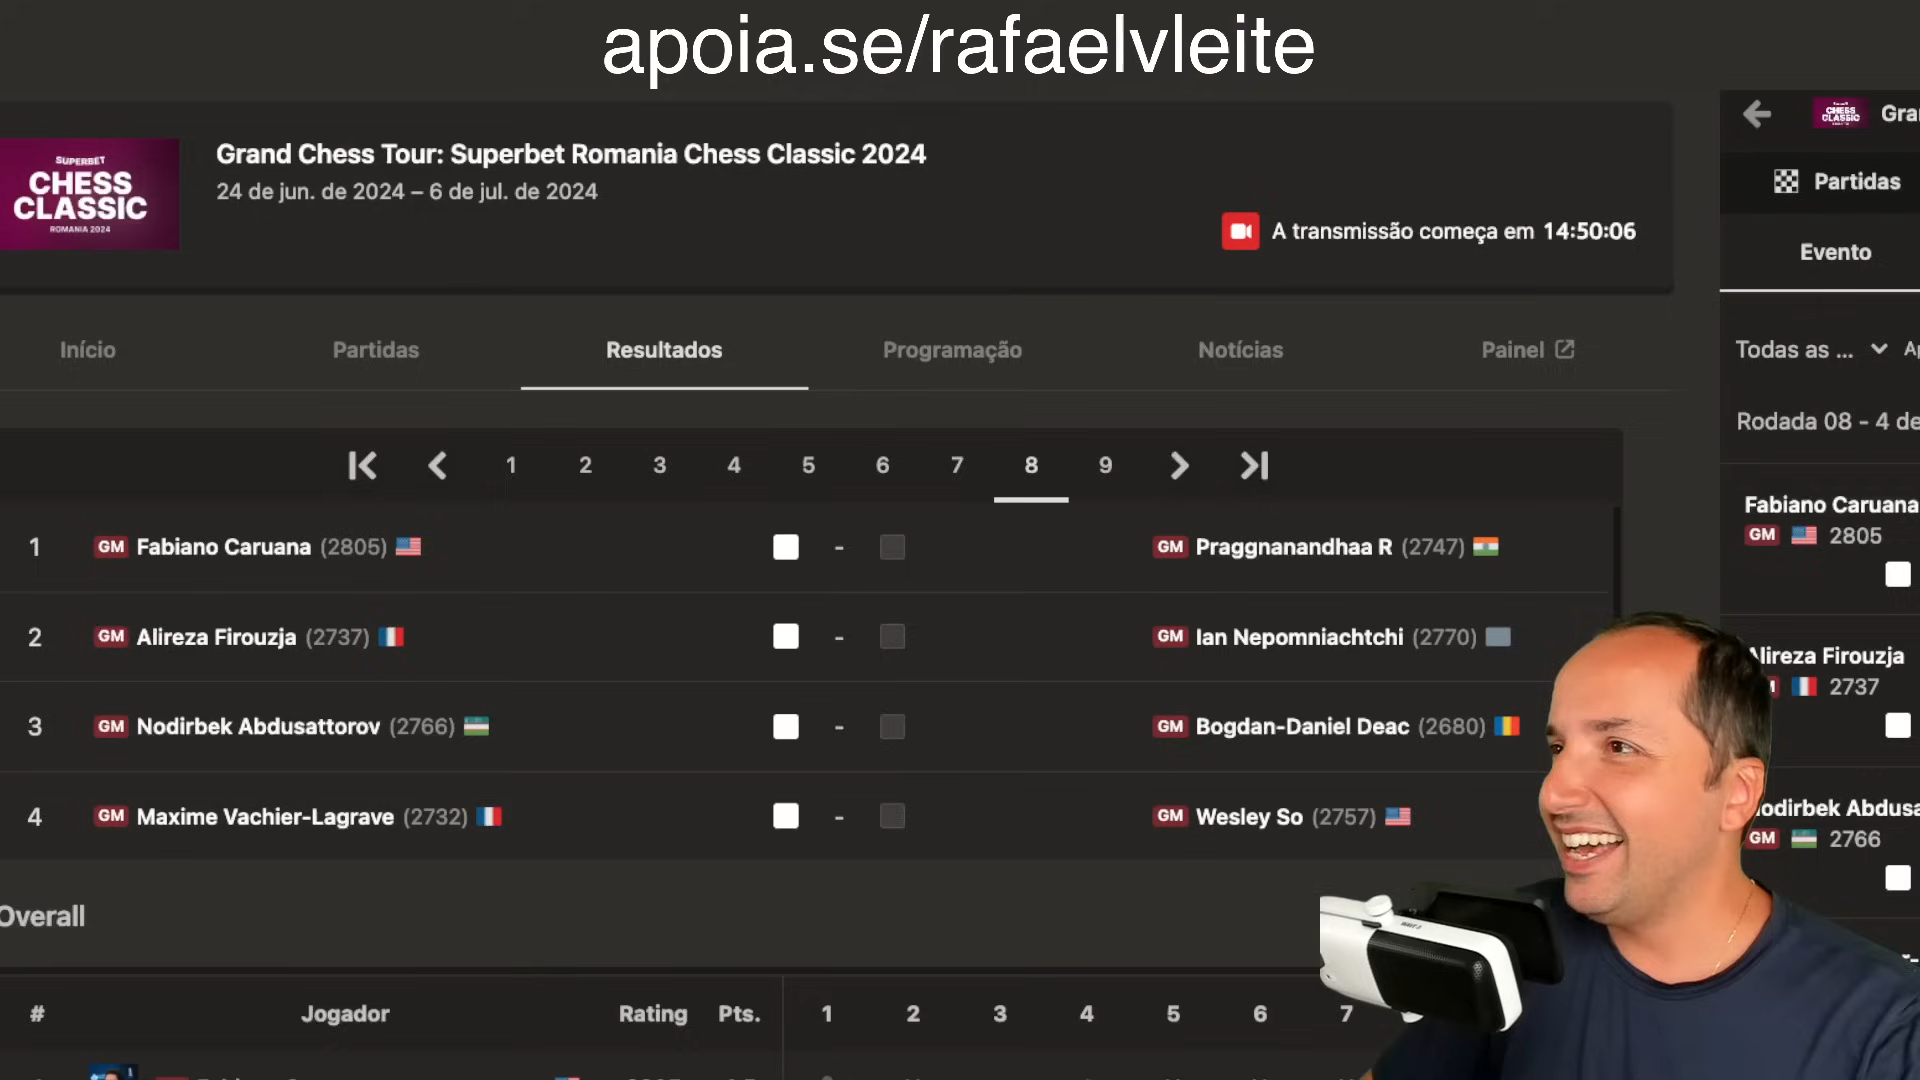 apoia.se/rafaelvleite
SUPERBET
CHESS
CLASSIC
ROMANIA 2024
Grand Chess Tour: Superbet Romania Chess Classic 2024
24 de jun. de 2024 – 6 de jul. de 2024
A transmissão começa em 14:50:06
Início Partidas Resultados Programação Notícias Painel
1 2 3 4 5 6 7 8 9
1 GM Fabiano Caruana (2805) - GM Praggnanandhaa R (2747)
2 GM Alireza Firouzja (2737) - GM Ian Nepomniachtchi (2770)
3 GM Nodirbek Abdusattorov (2766) - GM Bogdan-Daniel Deac (2680)
4 GM Maxime Vachier-Lagrave (2732) - GM Wesley So (2757)
Overall
# Jogador Rating Pts. 1 2 3 4 5 6 7
CHESS
CLASSIC
Gra
Partidas
Evento
Todas as ... Ap
Rodada 08 - 4 de
Fabiano Caruana
GM 2805
Alireza Firouzja
2737
Nodirbek Abdusa
GM 2766